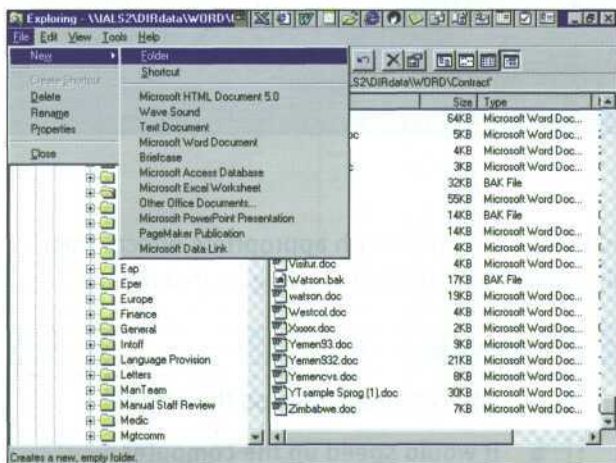 Exploring - \\IALS2\DIRdata\WORD\
File Edit View Tools Help
New
Folder
Shortcut
Create Shortcut
Delete
Rename
Properties
Close
Microsoft HTML Document 5.0
Wave Sound
Text Document
Microsoft Word Document
Briefcase
Microsoft Access Database
Microsoft Excel Worksheet
Other Office Documents...
Microsoft PowerPoint Presentation
PageMaker Publication
Microsoft Data Link
LS2\DIRdata\WORD\Contract'
Size Type
64KB Microsoft Word Doc...
5KB Microsoft Word Doc...
4KB Microsoft Word Doc...
3KB Microsoft Word Doc...
32KB BAK File
55KB Microsoft Word Doc...
14KB BAK File
14KB Microsoft Word Doc...
4KB Microsoft Word Doc...
Visitur.doc 4KB Microsoft Word Doc...
Watson.bak 17KB BAK File
watson.doc 19KB Microsoft Word Doc...
Westcol.doc 4KB Microsoft Word Doc...
Xxxxx.doc 2KB Microsoft Word Doc...
Yemen93.doc 9KB Microsoft Word Doc...
Yemen932.doc 21KB Microsoft Word Doc...
Yemencvs.doc 8KB Microsoft Word Doc...
YTsample Sprog (1).doc 30KB Microsoft Word Doc...
Zimbabwe.doc 7KB Microsoft Word Doc...
Eap
Eper
Europe
Finance
General
Intoff
Language Provision
Letters
ManTeam
Manual Staff Review
Medic
Mgtcomm
Creates a new, empty folder.